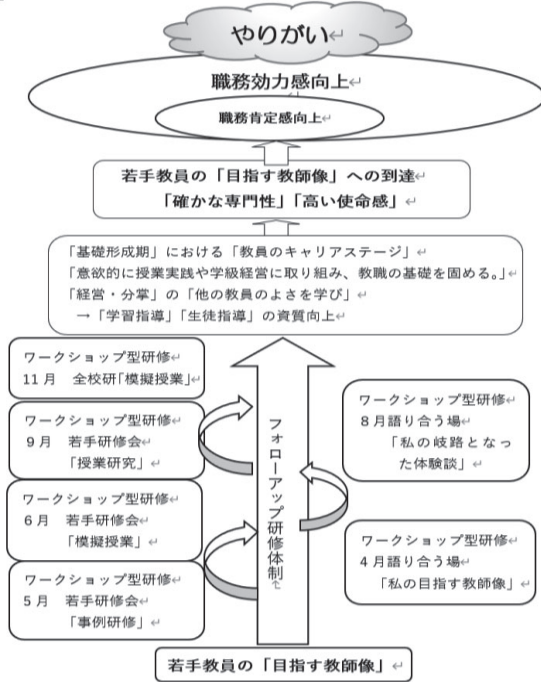 やりがい
職務効力感向上
職務肯定感向上
若手教員の「目指す教師像」への到達
「確かな専門性」「高い使命感」
「基礎形成期」における「教員のキャリアステージ」
「意欲的に授業実践や学級経営に取り組み、教職の基礎を固める。」
「経営・分掌」の「他の教員のよさを学び」
→「学習指導」「生徒指導」の資質向上
ワークショップ型研修
11月　全校研「模擬授業」
ワークショップ型研修
9月　若手研修会
「授業研究」
ワークショップ型研修
6月　若手研修会
「模擬授業」
ワークショップ型研修
5月　若手研修会
「事例研修」
フォローアップ研修体制
ワークショップ型研修
8月語り合う場
「私の岐路となっ
た体験談」
ワークショップ型研修
4月語り合う場
「私の目指す教師像」
若手教員の「目指す教師像」